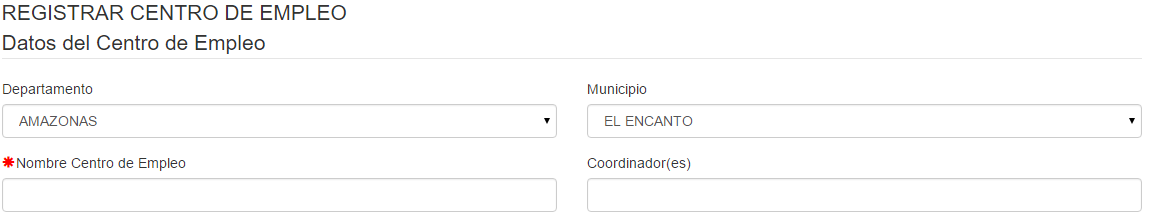 REGISTRAR CENTRO DE EMPLEO
Datos del Centro de Empleo
Departamento
Municipio
AMAZONAS
EL ENCANTO
Nombre Centro de Empleo
Coordinador(es)